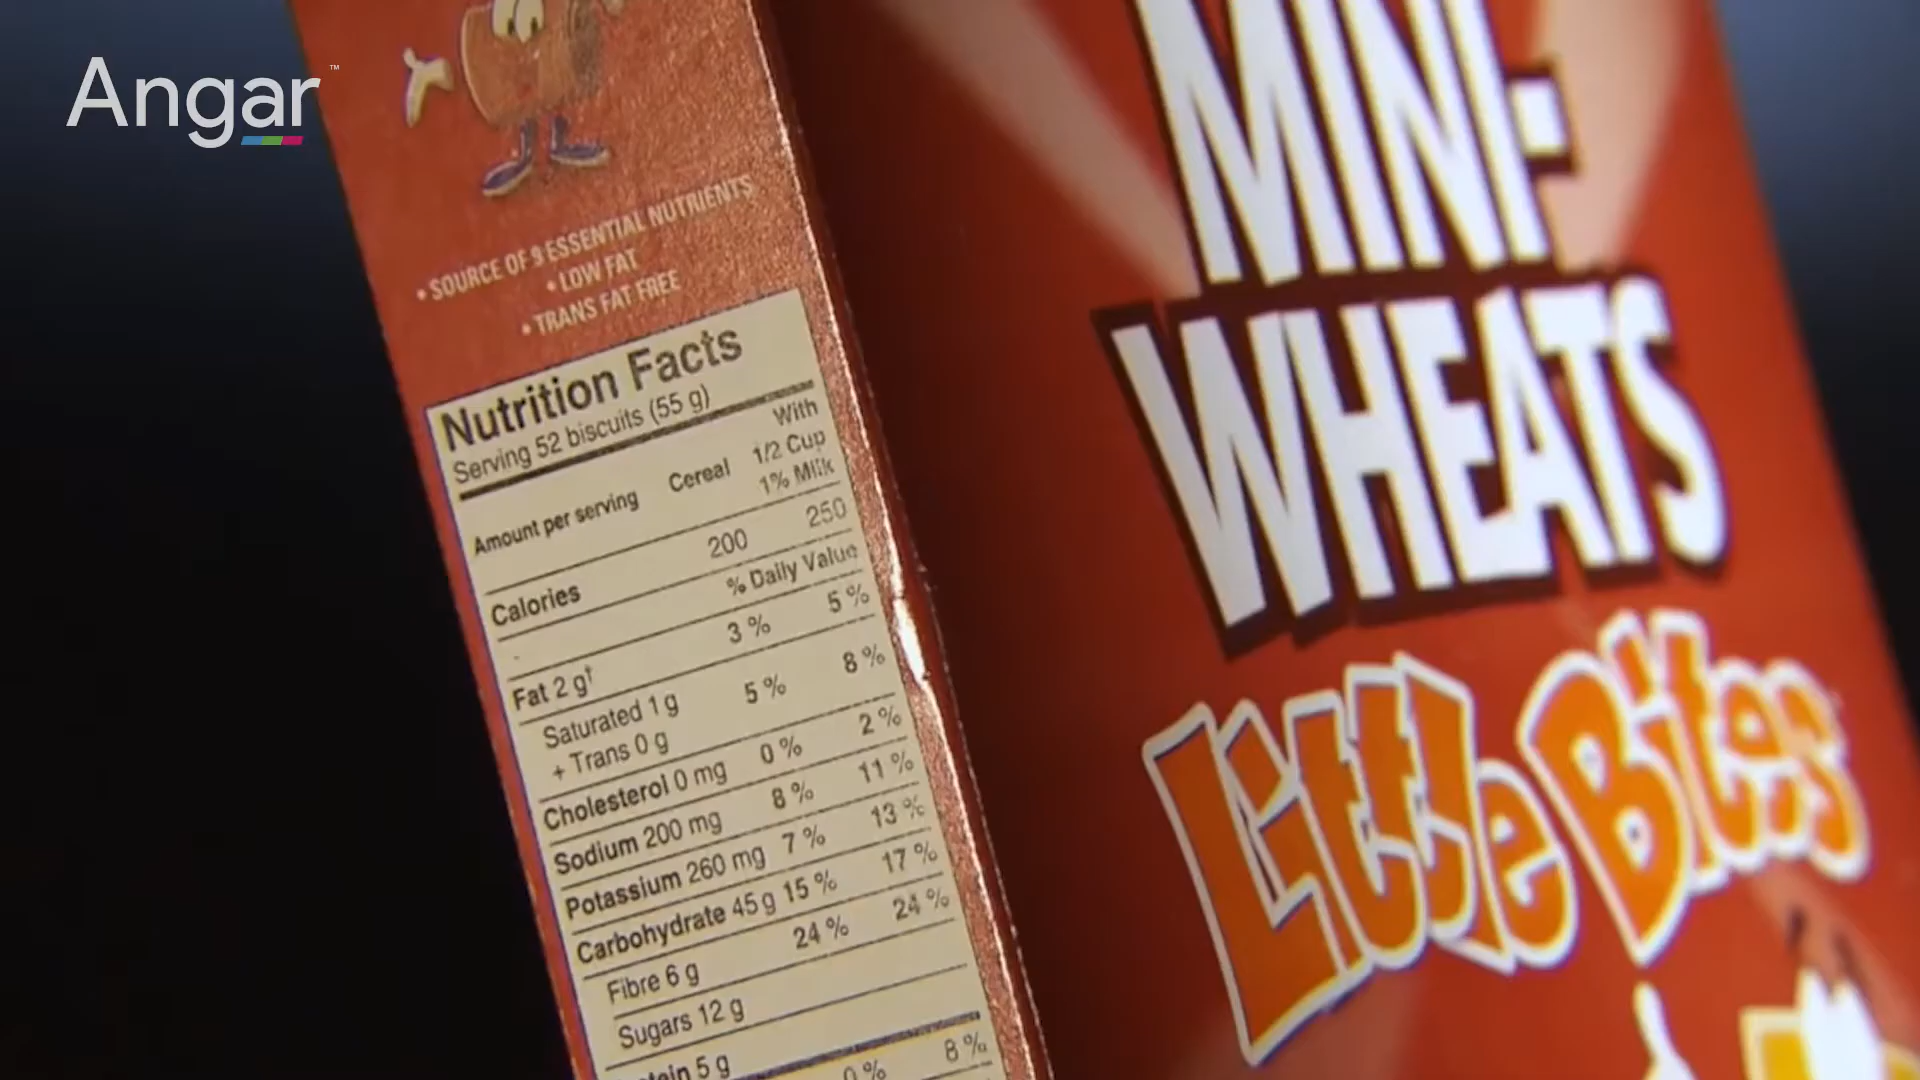 Angar™
• SOURCE OF 9 ESSENTIAL NUTRIENTS
• LOW FAT
• TRANS FAT FREE
Nutrition Facts
Serving 52 biscuits (55 g)
Amount per serving Cereal With 1/2 Cup 1% Milk
Calories 200 250
% Daily Value
Fat 2 g† 3 % 5 %
Saturated 1 g 5 % 8 %
+ Trans 0 g
Cholesterol 0 mg 0 % 2 %
Sodium 200 mg 8 % 11 %
Potassium 260 mg 7 % 13 %
Carbohydrate 45 g 15 % 17 %
Fibre 6 g 24 % 24 %
Sugars 12 g
5 g
0 % 8 %
MINI-
WHEATS
Little Bites